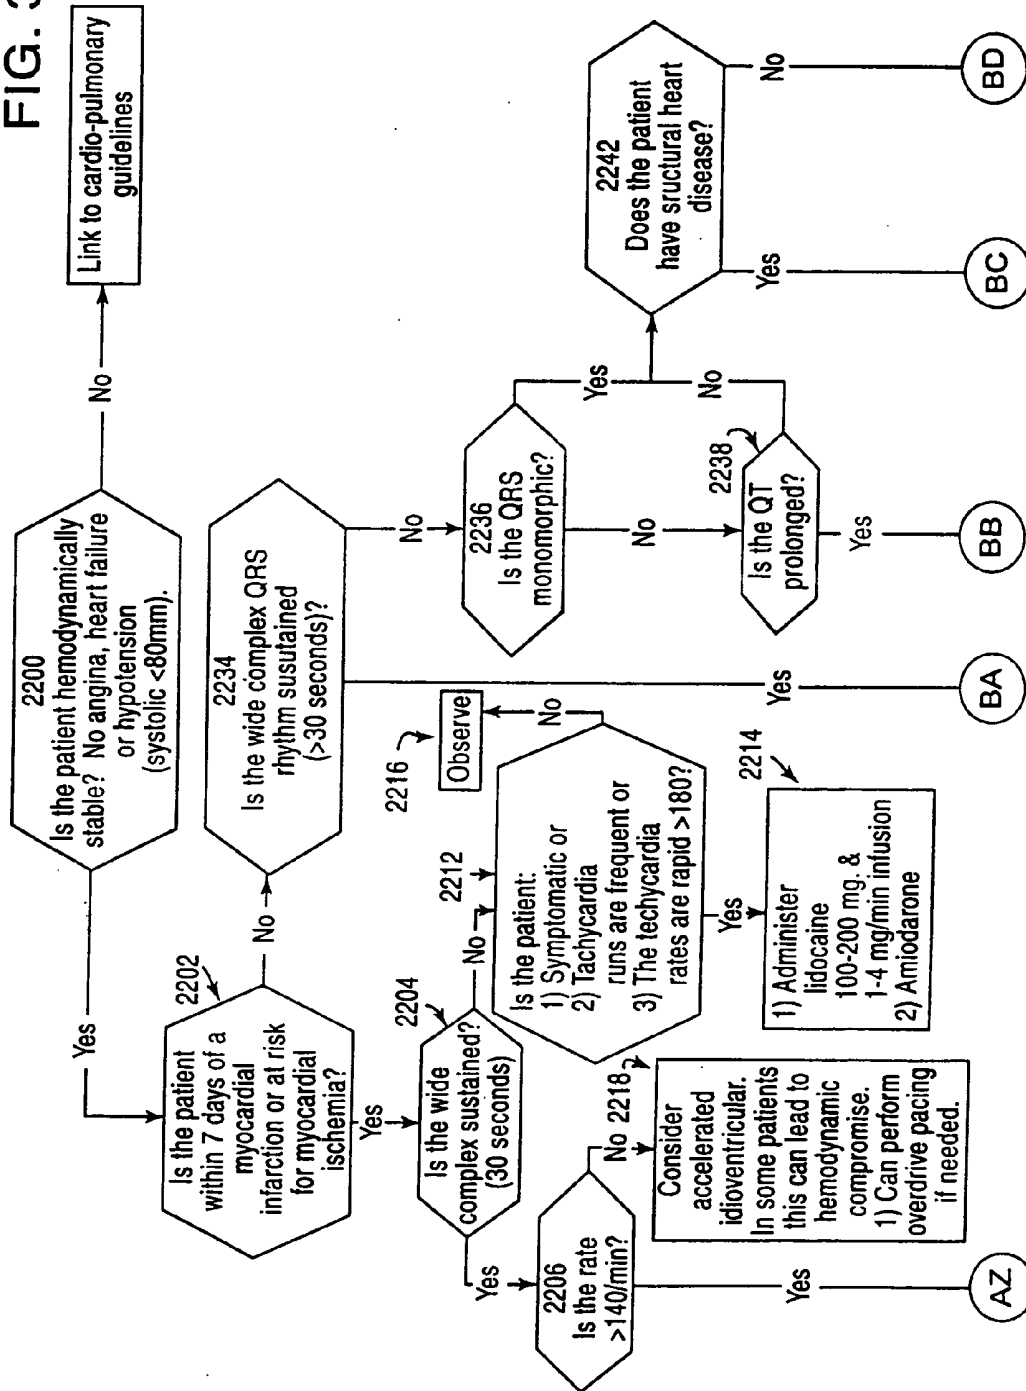 FIG. 3
Link to cardio-pulmonary
guidelines
No
2200
Is the patient hemodynamically
stable? No angina, heart failure
or hypotension
(systolic <80mm).
Yes
2202
Is the patient
within 7 days of a
myocardial
infarction or at risk
for myocardial
ischemia?
No
Yes
2234
Is the wide complex QRS
rhythm susutained
(>30 seconds)?
No
Yes
2236
Is the QRS
monomorphic?
Yes
No
2238
Is the QT
prolonged?
No
Yes
2242
Does the patient
have sructural heart
disease?
Yes
No
2204
Is the wide
complex sustained?
(30 seconds)
No
Yes
2212
Is the patient:
1) Symptomatic or
2) Tachycardia
runs are frequent or
3) The techycardia
rates are rapid >180?
No
2216
Observe
Yes
2214
1) Administer
lidocaine
100-200 mg. &
1-4 mg/min infusion
2) Amiodarone
2206
Is the rate
>140/min?
No
2218
Consider
accelerated
idioventricular.
In some patients
this can lead to
hemodynamic
compromise.
1) Can perform
overdrive pacing
if needed.
Yes
AZ
BA
BB
BC
BD